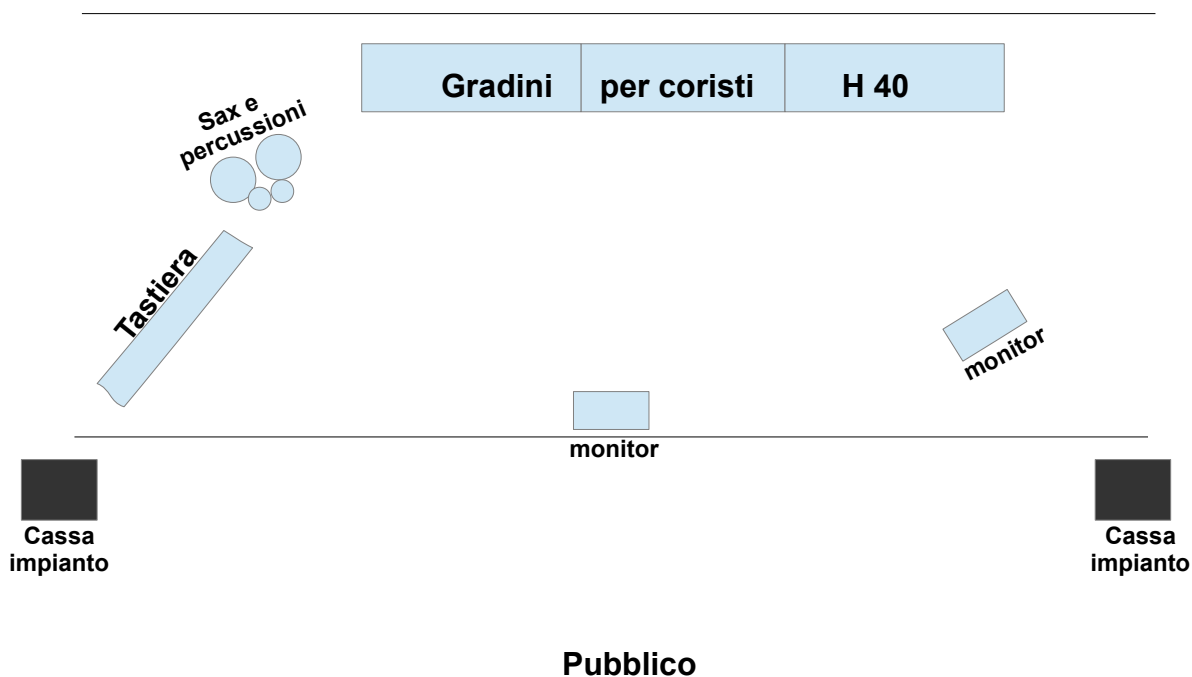 Gradini per coristi H 40
Sax e
percussioni
Tastiera
monitor
monitor
Cassa
impianto
Cassa
impianto
Pubblico